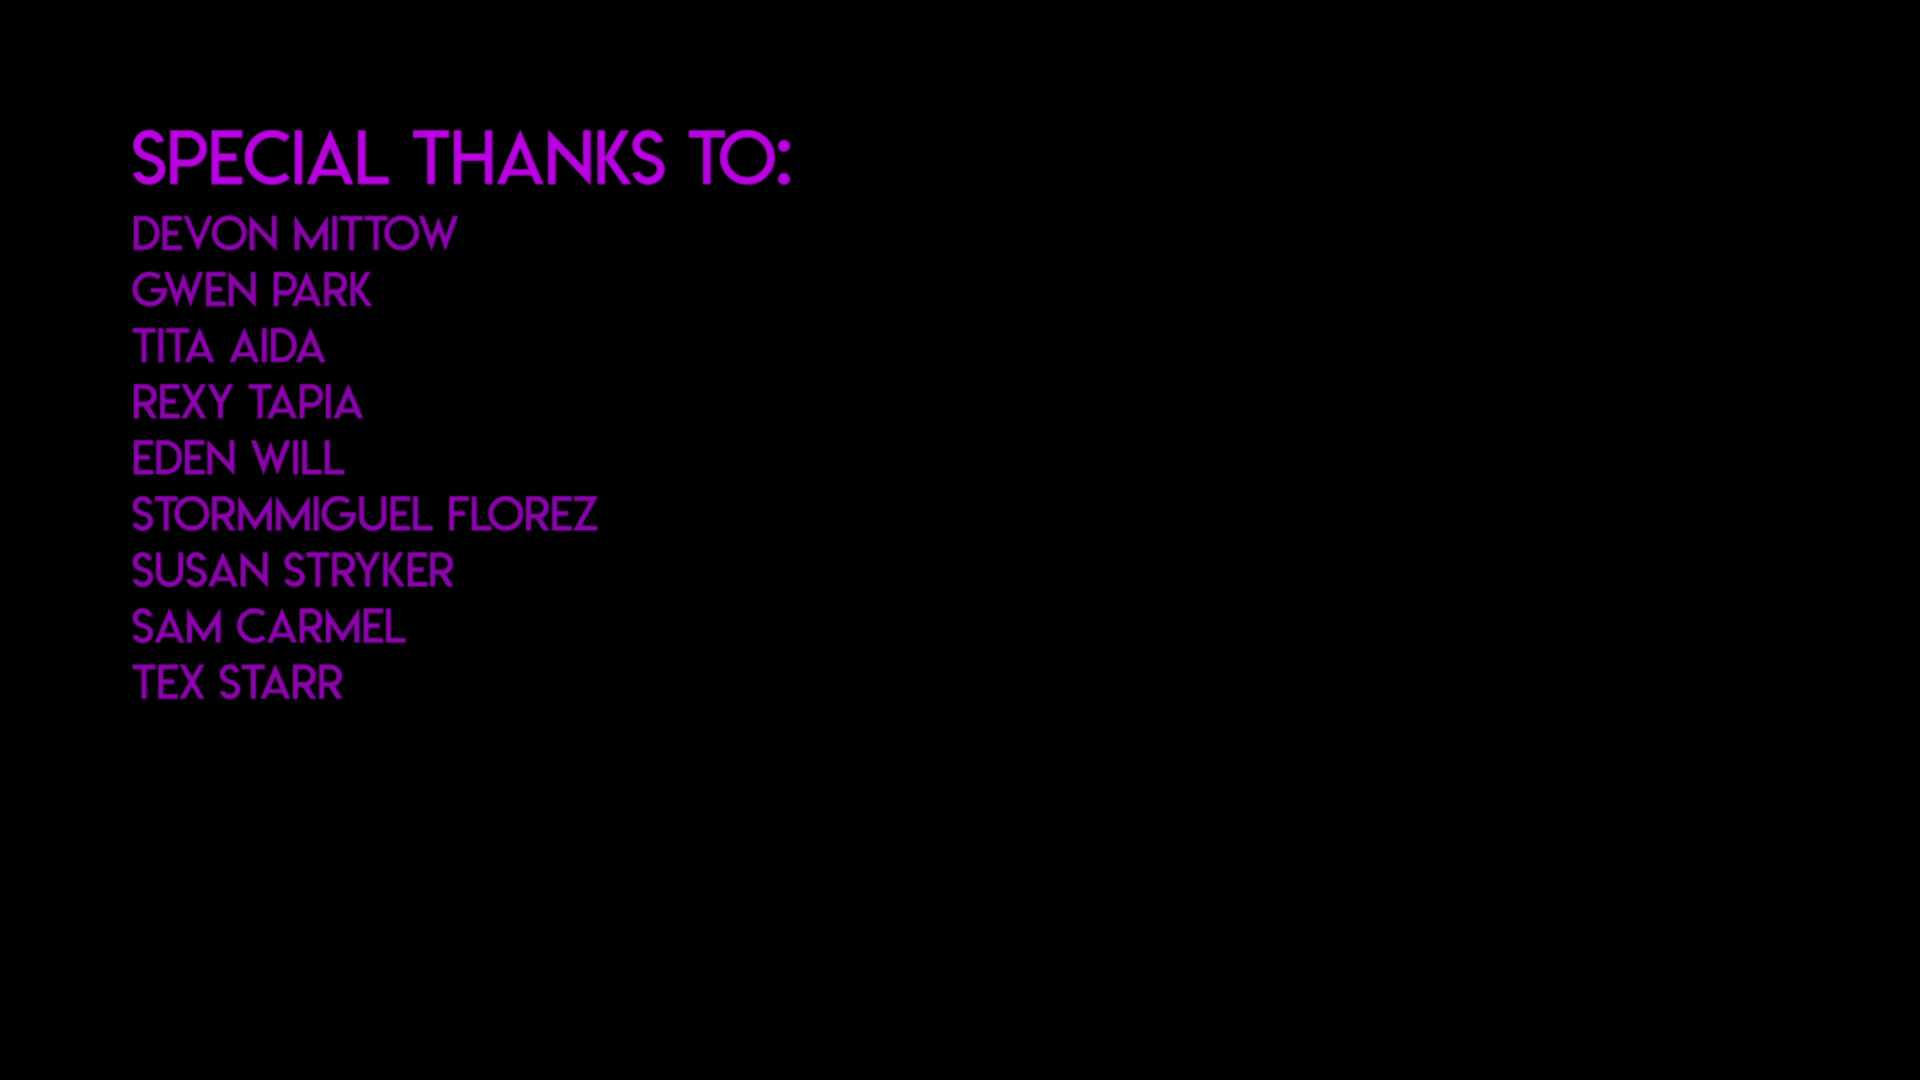 SPECIAL THANKS TO:
DEVON MITTOW
GWEN PARK
TITA AIDA
REXY TAPIA
EDEN WILL
STORMMIGUEL FLOREZ
SUSAN STRYKER
SAM CARMEL
TEX STARR